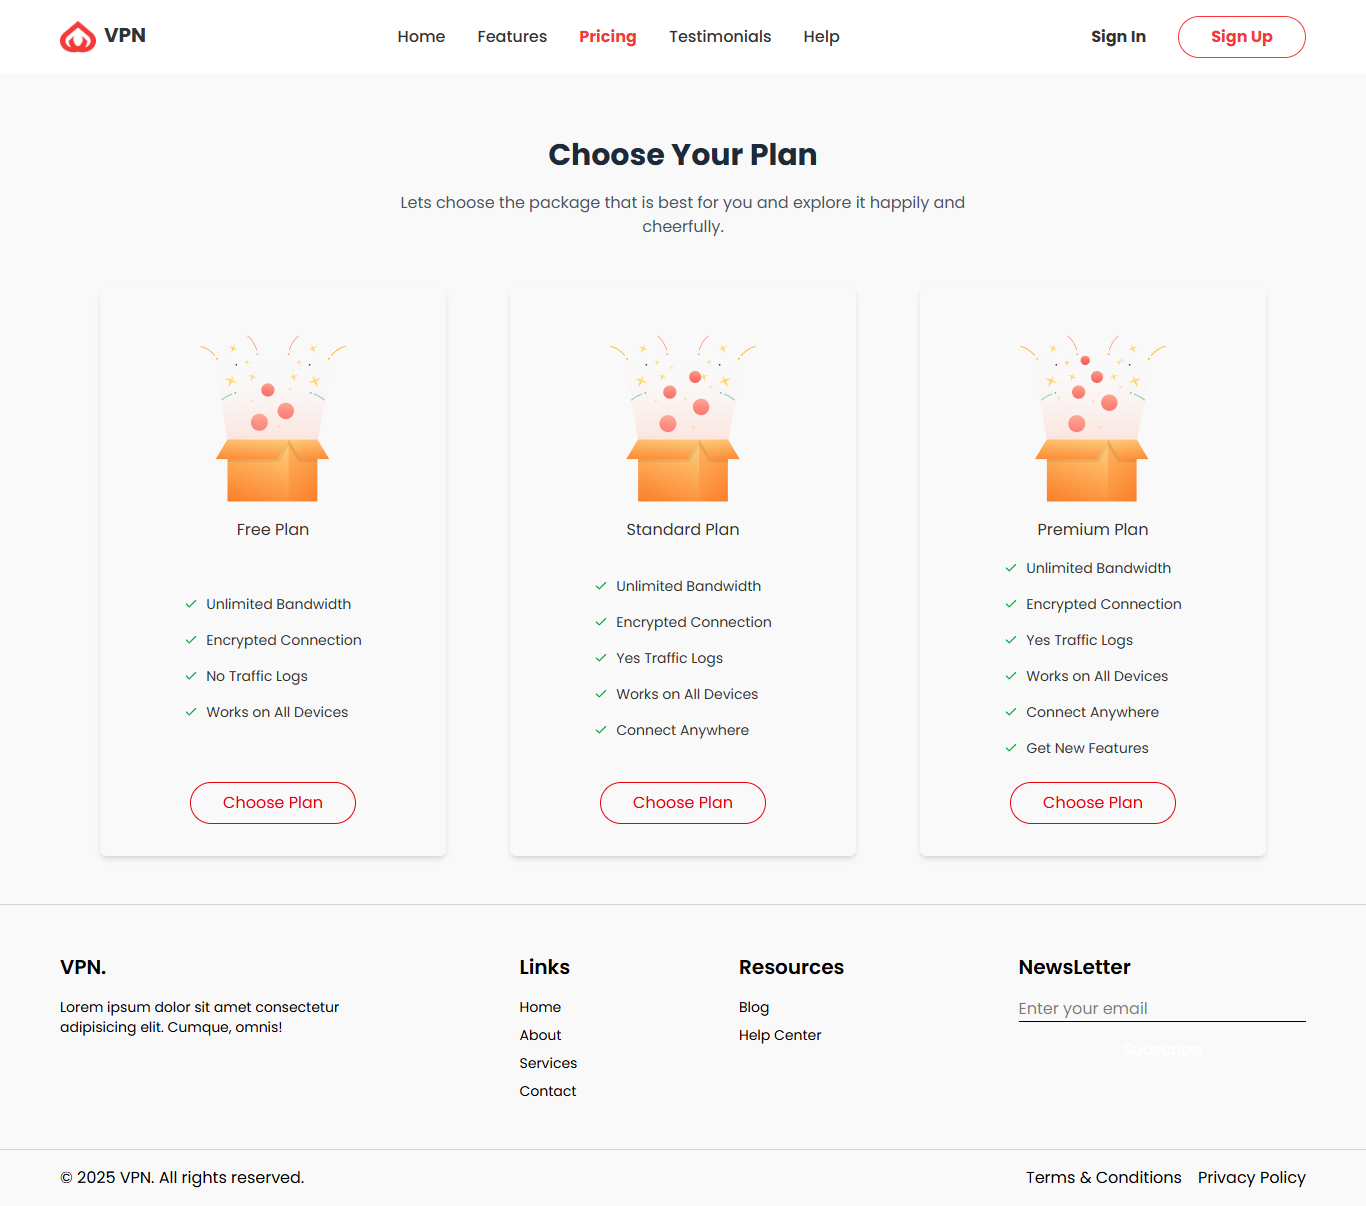 VPN
Home
Features
Pricing
Testimonials
Help
Sign In
Sign Up
Choose Your Plan
Lets choose the package that is best for you and explore it happily and
cheerfully.
Free Plan
Unlimited Bandwidth
Encrypted Connection
No Traffic Logs
Works on All Devices
Choose Plan
Standard Plan
Unlimited Bandwidth
Encrypted Connection
Yes Traffic Logs
Works on All Devices
Connect Anywhere
Choose Plan
Premium Plan
Unlimited Bandwidth
Encrypted Connection
Yes Traffic Logs
Works on All Devices
Connect Anywhere
Get New Features
Choose Plan
VPN.
Lorem ipsum dolor sit amet consectetur
adipisicing elit. Cumque, omnis!
Links
Home
About
Services
Contact
Resources
Blog
Help Center
NewsLetter
Enter your email
Subscribe
© 2025 VPN. All rights reserved.
Terms & Conditions
Privacy Policy